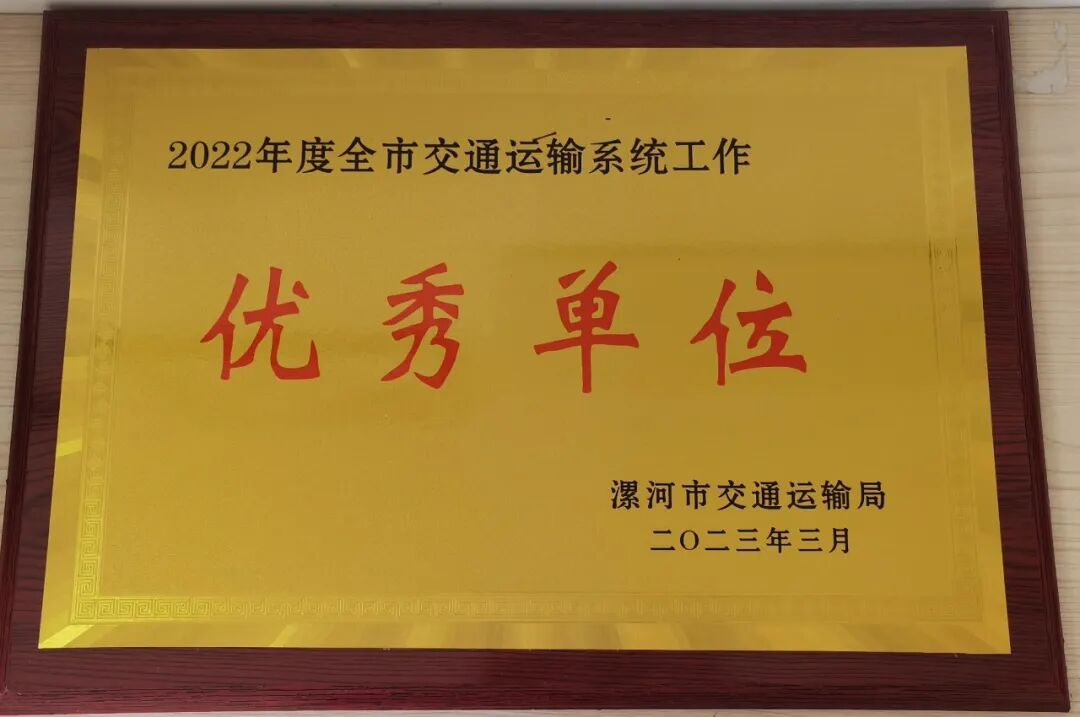 2022年度全市交通运输系统工作
优秀单位
漯河市交通运输局
二〇二三年三月